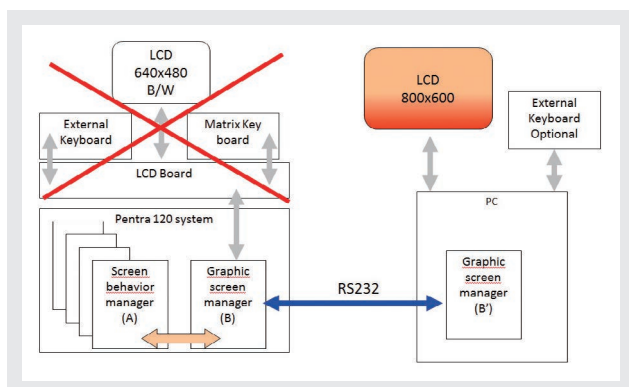 LCD
640x480
B/W
External
Keyboard
Matrix Key
board
LCD Board
Pentra 120 system
Screen
behavior
manager
(A)
Graphic
screen
manager
(B)
RS232
LCD
800x600
External
Keyboard
Optional
PC
Graphic
screen
manager
(B')